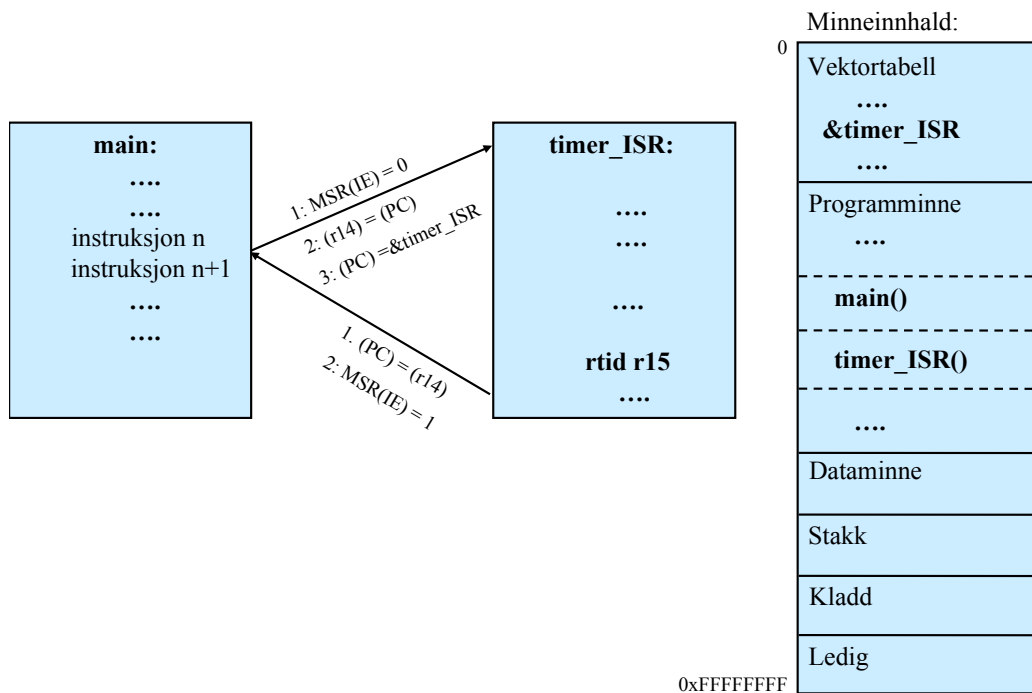 main:
....
....
instruksjon n
instruksjon n+1
....
....
1: MSR(IE) = 0
2: (r14) = (PC)
3: (PC) =&timer_ISR
1. (PC) = (r14)
2: MSR(IE) = 1
timer_ISR:
....
....
....
rtid r15
....
Minneinnhald:
0
Vektortabell
....
&timer_ISR
....
Programminne
....
main()
timer_ISR()
....
Dataminne
Stakk
Kladd
Ledig
0xFFFFFFFF